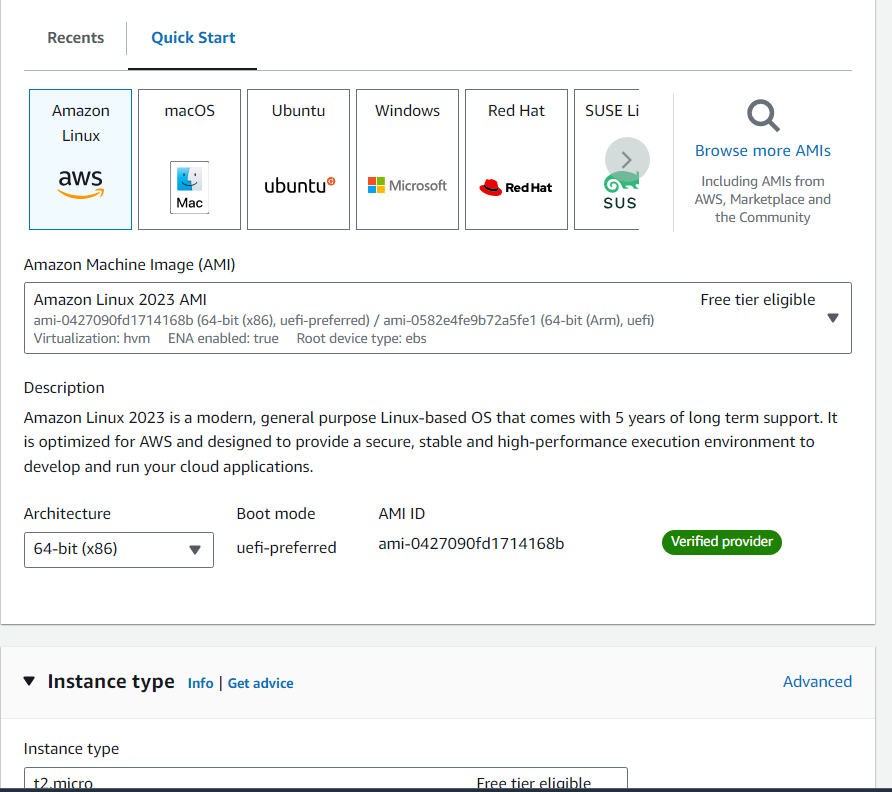 Recents
Quick Start
Amazon
Linux
aws
macOS
Mac
Ubuntu
ubuntu
Windows
Microsoft
Red Hat
Red Hat
SUSE Li
SUS
Browse more AMIs
Including AMIs from
AWS, Marketplace and
the Community
Amazon Machine Image (AMI)
Amazon Linux 2023 AMI
Free tier eligible
ami-0427090fd1714168b (64-bit (x86), uefi-preferred) / ami-0582e4fe9b72a5fe1 (64-bit (Arm), uefi)
Virtualization: hvm ENA enabled: true Root device type: ebs
Description
Amazon Linux 2023 is a modern, general purpose Linux-based OS that comes with 5 years of long term support. It
is optimized for AWS and designed to provide a secure, stable and high-performance execution environment to
develop and run your cloud applications.
Architecture
Boot mode
AMI ID
64-bit (x86)
uefi-preferred
ami-0427090fd1714168b
Verified provider
Instance type Info | Get advice
Advanced
Instance type
t2.micro
Free tier eligible